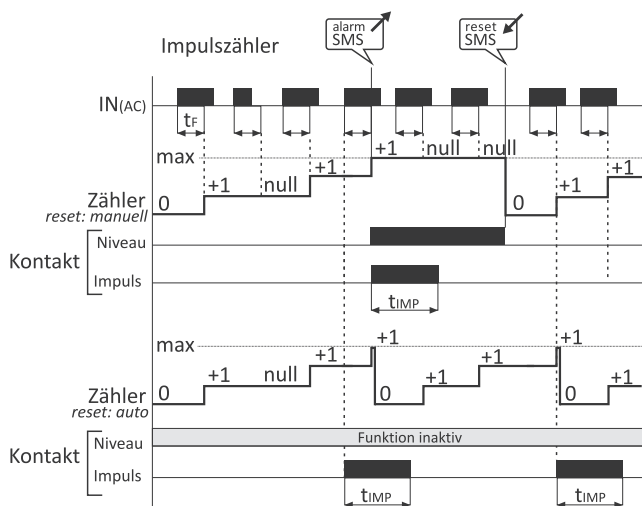 Impulszähler
alarm
SMS
reset
SMS
IN(AC)
tF
max
+1
null
null
+1
null
+1
+1
+1
0
0
Zähler
reset: manuell
Kontakt
Niveau
Impuls
tIMP
max
+1
+1
+1
+1
null
+1
+1
+1
0
0
0
Zähler
reset: auto
Kontakt
Niveau
Funktion inaktiv
Impuls
tIMP
tIMP